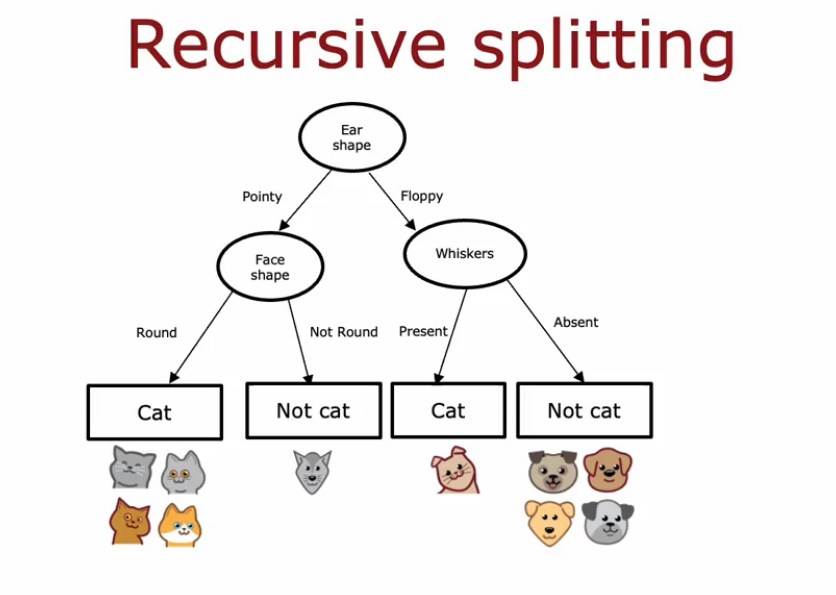 Recursive splitting
Ear
shape
Pointy
Floppy
Face
shape
Whiskers
Round
Not Round
Present
Absent
Cat
Not cat
Cat
Not cat